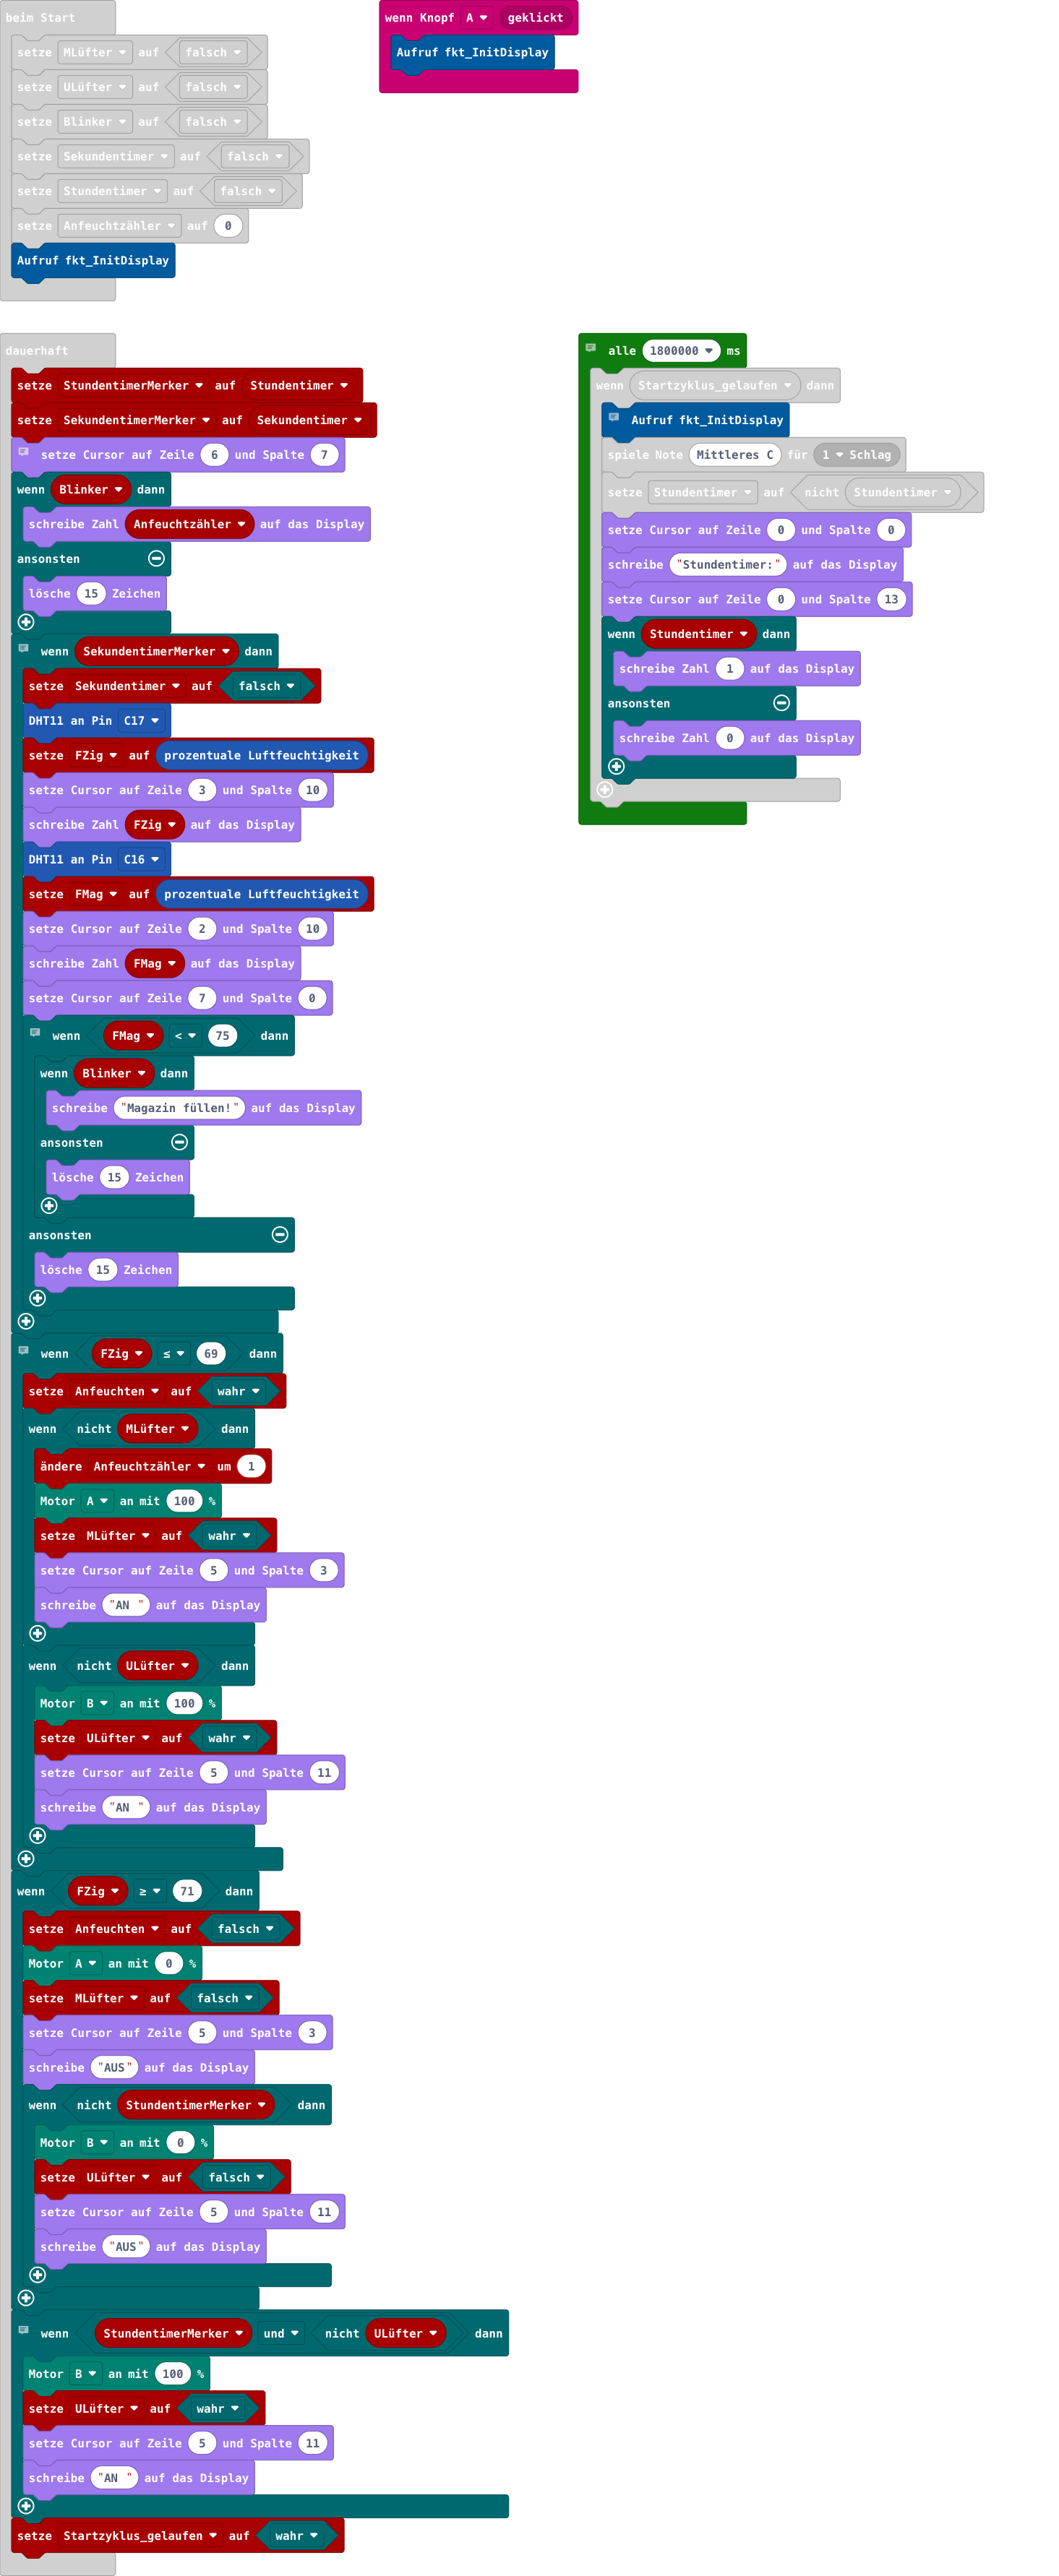 beim Start
setze MLüfter auf falsch
setze ULüfter auf falsch
setze Blinker auf falsch
setze Sekundentimer auf falsch
setze Stundentimer auf falsch
setze Anfeuchtzähler auf 0
Aufruf fkt_InitDisplay
wenn Knopf A geklickt
Aufruf fkt_InitDisplay
dauerhaft
setze StundentimerMerker auf Stundentimer
setze SekundentimerMerker auf Sekundentimer
setze Cursor auf Zeile 6 und Spalte 7
wenn Blinker dann
schreibe Zahl Anfeuchtzähler auf das Display
ansonsten
lösche 15 Zeichen
wenn SekundentimerMerker dann
setze Sekundentimer auf falsch
DHT11 an Pin C17
setze FZig auf prozentuale Luftfeuchtigkeit
setze Cursor auf Zeile 3 und Spalte 10
schreibe Zahl FZig auf das Display
DHT11 an Pin C16
setze FMag auf prozentuale Luftfeuchtigkeit
setze Cursor auf Zeile 2 und Spalte 10
schreibe Zahl FMag auf das Display
setze Cursor auf Zeile 7 und Spalte 0
wenn FMag < 75 dann
wenn Blinker dann
schreibe "Magazin füllen!" auf das Display
ansonsten
lösche 15 Zeichen
ansonsten
lösche 15 Zeichen
wenn FZig ≤ 69 dann
setze Anfeuchten auf wahr
wenn nicht MLüfter dann
ändere Anfeuchtzähler um 1
Motor A an mit 100 %
setze MLüfter auf wahr
setze Cursor auf Zeile 5 und Spalte 3
schreibe "AN " auf das Display
wenn nicht ULüfter dann
Motor B an mit 100 %
setze ULüfter auf wahr
setze Cursor auf Zeile 5 und Spalte 11
schreibe "AN " auf das Display
wenn FZig ≥ 71 dann
setze Anfeuchten auf falsch
Motor A an mit 0 %
setze MLüfter auf falsch
setze Cursor auf Zeile 5 und Spalte 3
schreibe "AUS" auf das Display
wenn nicht StundentimerMerker dann
Motor B an mit 0 %
setze ULüfter auf falsch
setze Cursor auf Zeile 5 und Spalte 11
schreibe "AUS" auf das Display
wenn StundentimerMerker und nicht ULüfter dann
Motor B an mit 100 %
setze ULüfter auf wahr
setze Cursor auf Zeile 5 und Spalte 11
schreibe "AN " auf das Display
setze Startzyklus_gelaufen auf wahr
alle 1800000 ms
wenn Startzyklus_gelaufen dann
Aufruf fkt_InitDisplay
spiele Note Mittleres C für 1 Schlag
setze Stundentimer auf nicht Stundentimer
setze Cursor auf Zeile 0 und Spalte 0
schreibe "Stundentimer:" auf das Display
setze Cursor auf Zeile 0 und Spalte 13
wenn Stundentimer dann
schreibe Zahl 1 auf das Display
ansonsten
schreibe Zahl 0 auf das Display